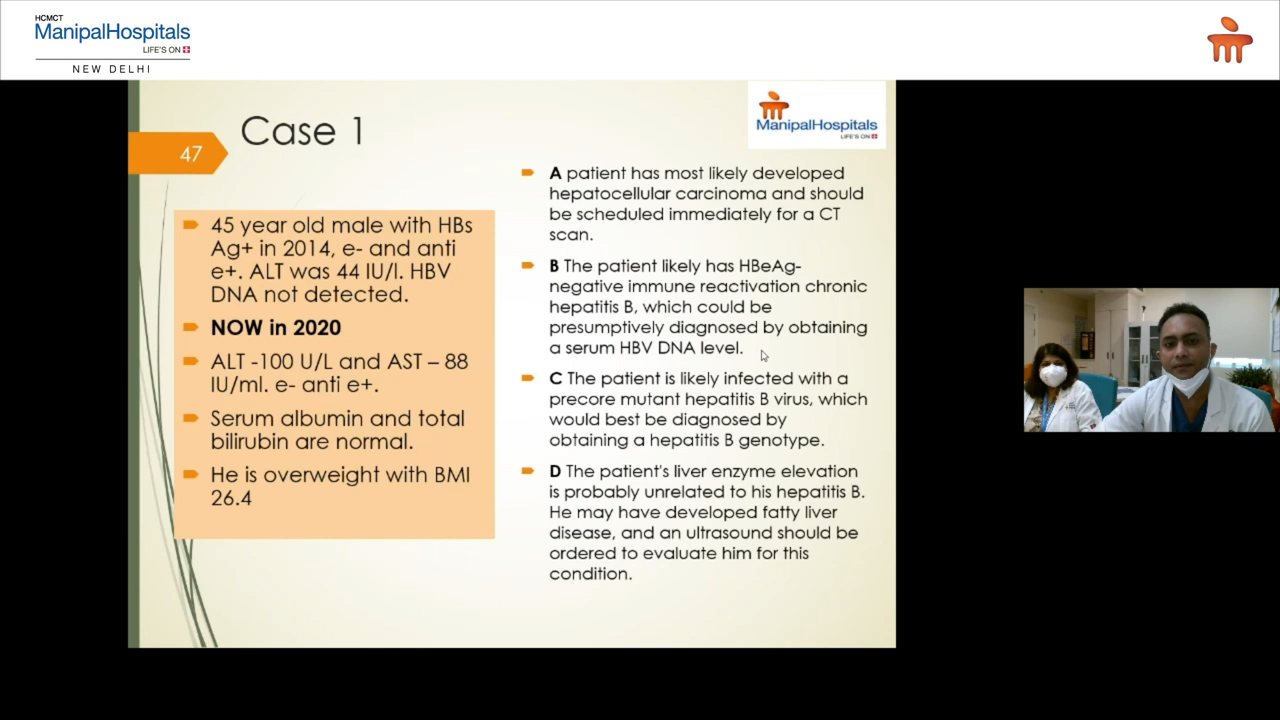 HCMCT
ManipalHospitals
LIFE'S ON
NEW DELHI
47
Case 1
ManipalHospitals
LIFE'S ON
45 year old male with HBs
Ag+ in 2014, e- and anti
e+. ALT was 44 IU/l. HBV
DNA not detected.
NOW in 2020
ALT -100 U/L and AST – 88
IU/ml. e- anti e+.
Serum albumin and total
bilirubin are normal.
He is overweight with BMI
26.4
A patient has most likely developed
hepatocellular carcinoma and should
be scheduled immediately for a CT
scan.
B The patient likely has HBeAg-
negative immune reactivation chronic
hepatitis B, which could be
presumptively diagnosed by obtaining
a serum HBV DNA level.
C The patient is likely infected with a
precore mutant hepatitis B virus, which
would best be diagnosed by
obtaining a hepatitis B genotype.
D The patient's liver enzyme elevation
is probably unrelated to his hepatitis B.
He may have developed fatty liver
disease, and an ultrasound should be
ordered to evaluate him for this
condition.